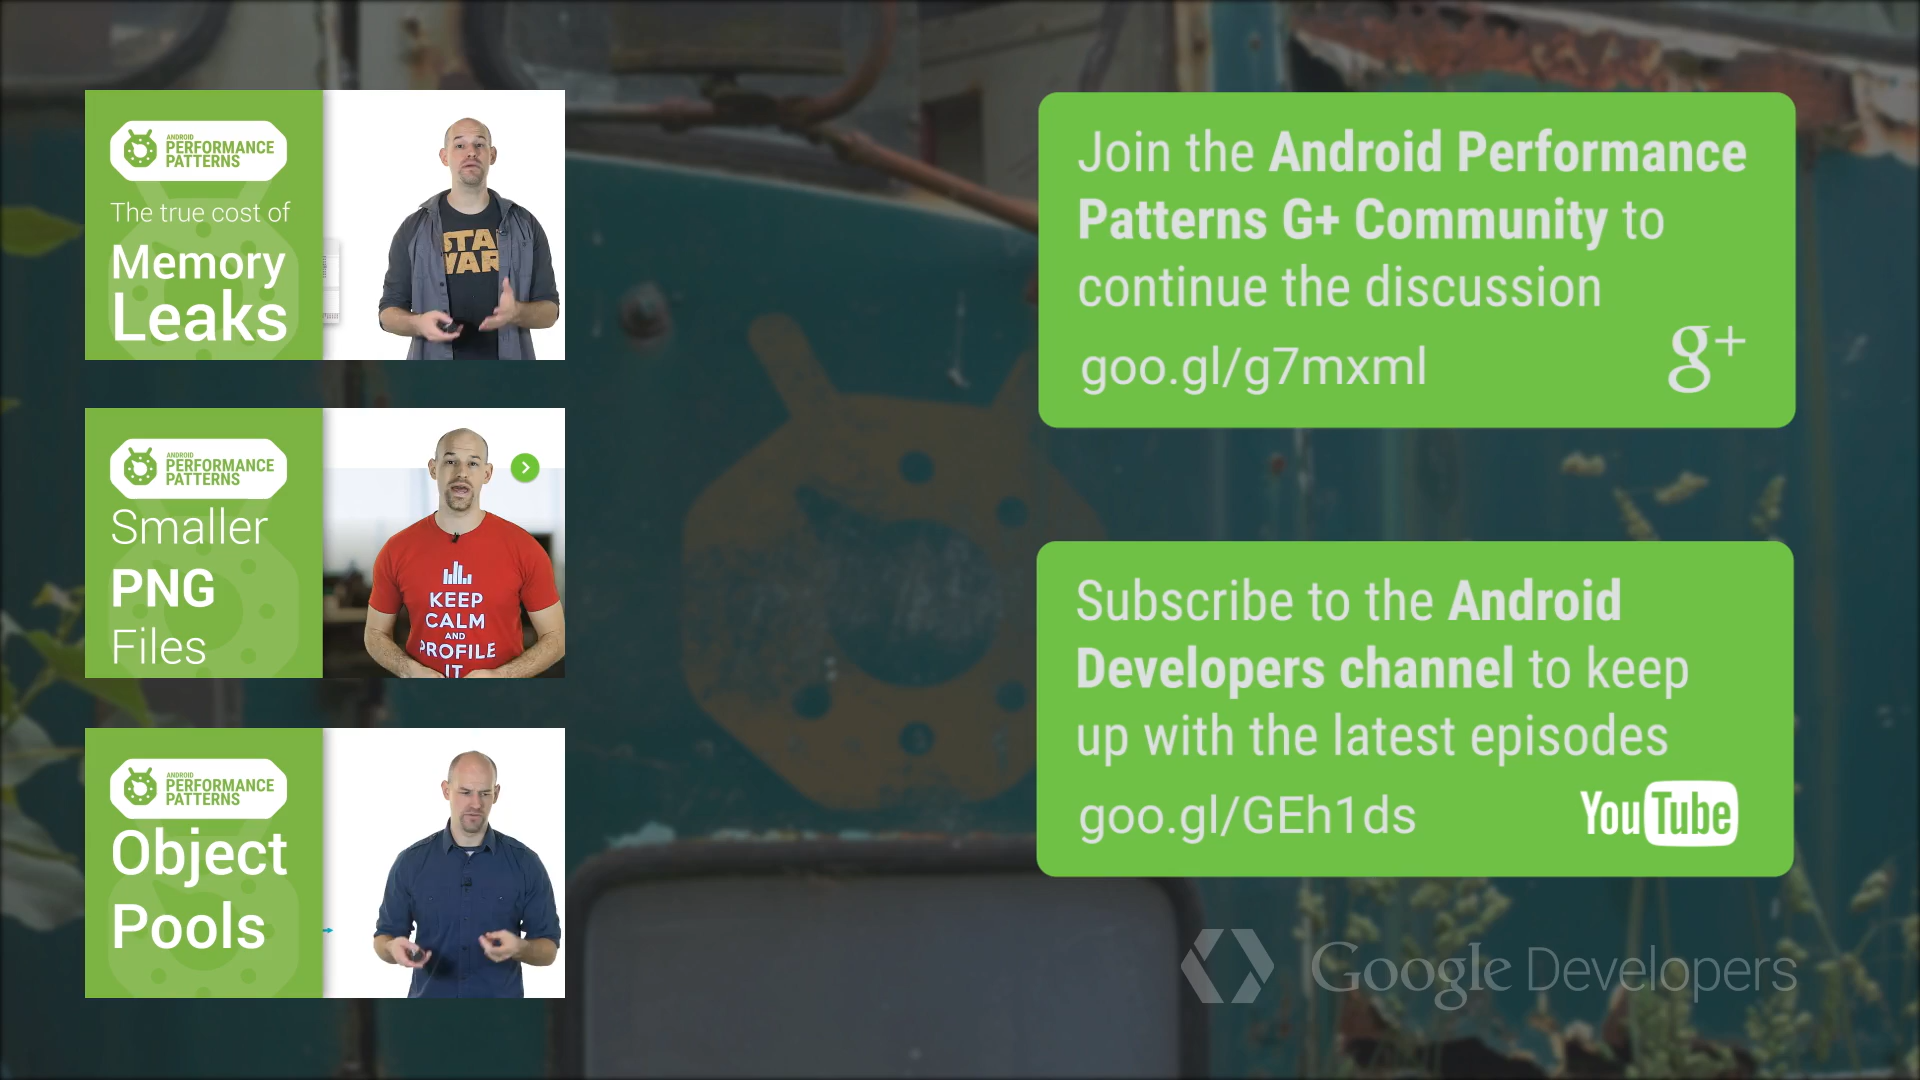 ANDROID
PERFORMANCE
PATTERNS
The true cost of
Memory
Leaks
STAR
WAR
ANDROID
PERFORMANCE
PATTERNS
Smaller
PNG
Files
KEEP
CALM
AND
PROFILE
IT
ANDROID
PERFORMANCE
PATTERNS
Object
Pools
Join the Android Performance
Patterns G+ Community to
continue the discussion
goo.gl/g7mxml
g+
Subscribe to the Android
Developers channel to keep
up with the latest episodes
goo.gl/GEh1ds
YouTube
Google Developers